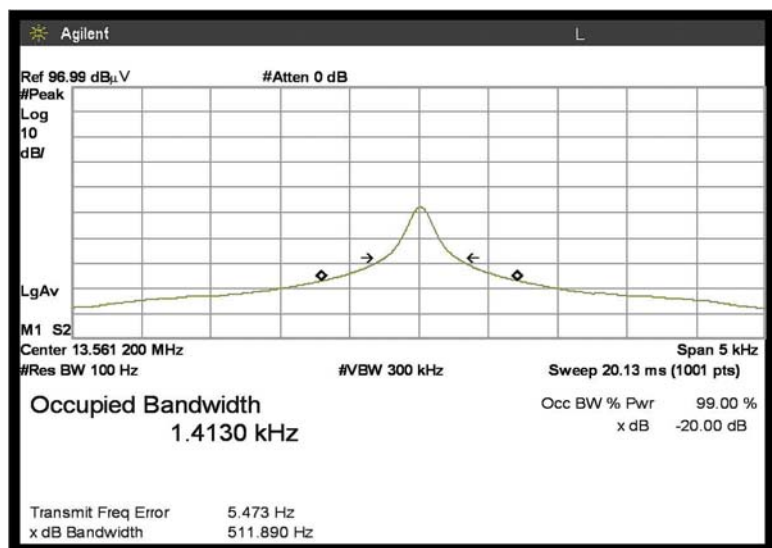 Agilent L
Ref 96.99 dBμV #Atten 0 dB
#Peak
Log
10
dB/
LgAv
M1 S2
Center 13.561 200 MHz Span 5 kHz
#Res BW 100 Hz #VBW 300 kHz Sweep 20.13 ms (1001 pts)
Occupied Bandwidth Occ BW % Pwr 99.00 %
1.4130 kHz x dB -20.00 dB
Transmit Freq Error 5.473 Hz
x dB Bandwidth 511.890 Hz